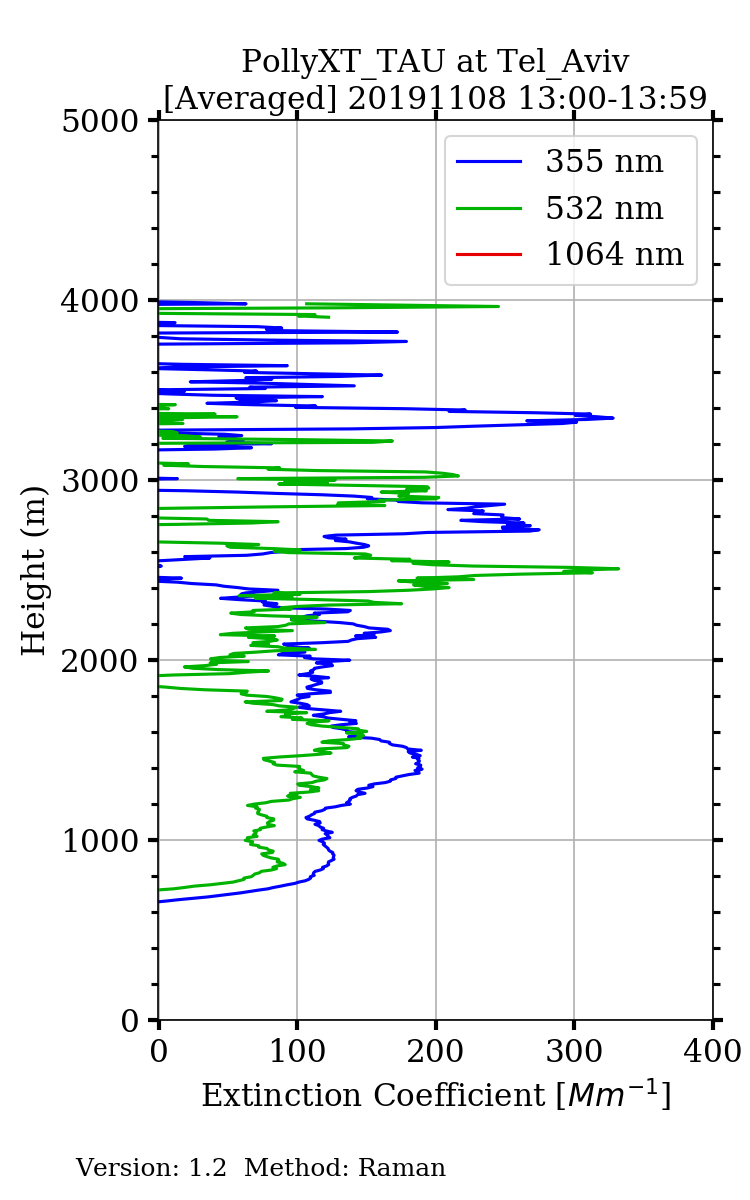 PollyXT_TAU at Tel_Aviv
[Averaged] 20191108 13:00-13:59
355 nm
532 nm
1064 nm
5000
4000
3000
2000
1000
0
Height (m)
0 100 200 300 400
Extinction Coefficient [Mm⁻¹]
Version: 1.2 Method: Raman